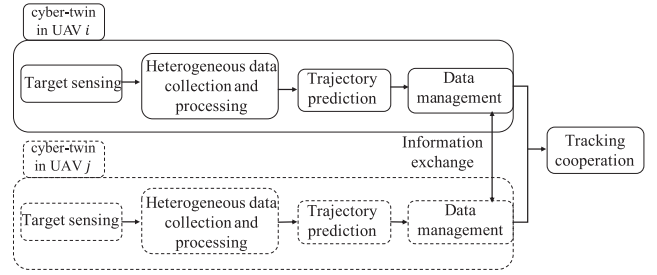 cyber-twin
in UAV i
Target sensing
Heterogeneous data
collection and
processing
Trajectory
prediction
Data
management
Information
exchange
Tracking
cooperation
cyber-twin
in UAV j
Target sensing
Heterogeneous data
collection and
processing
Trajectory
prediction
Data
management